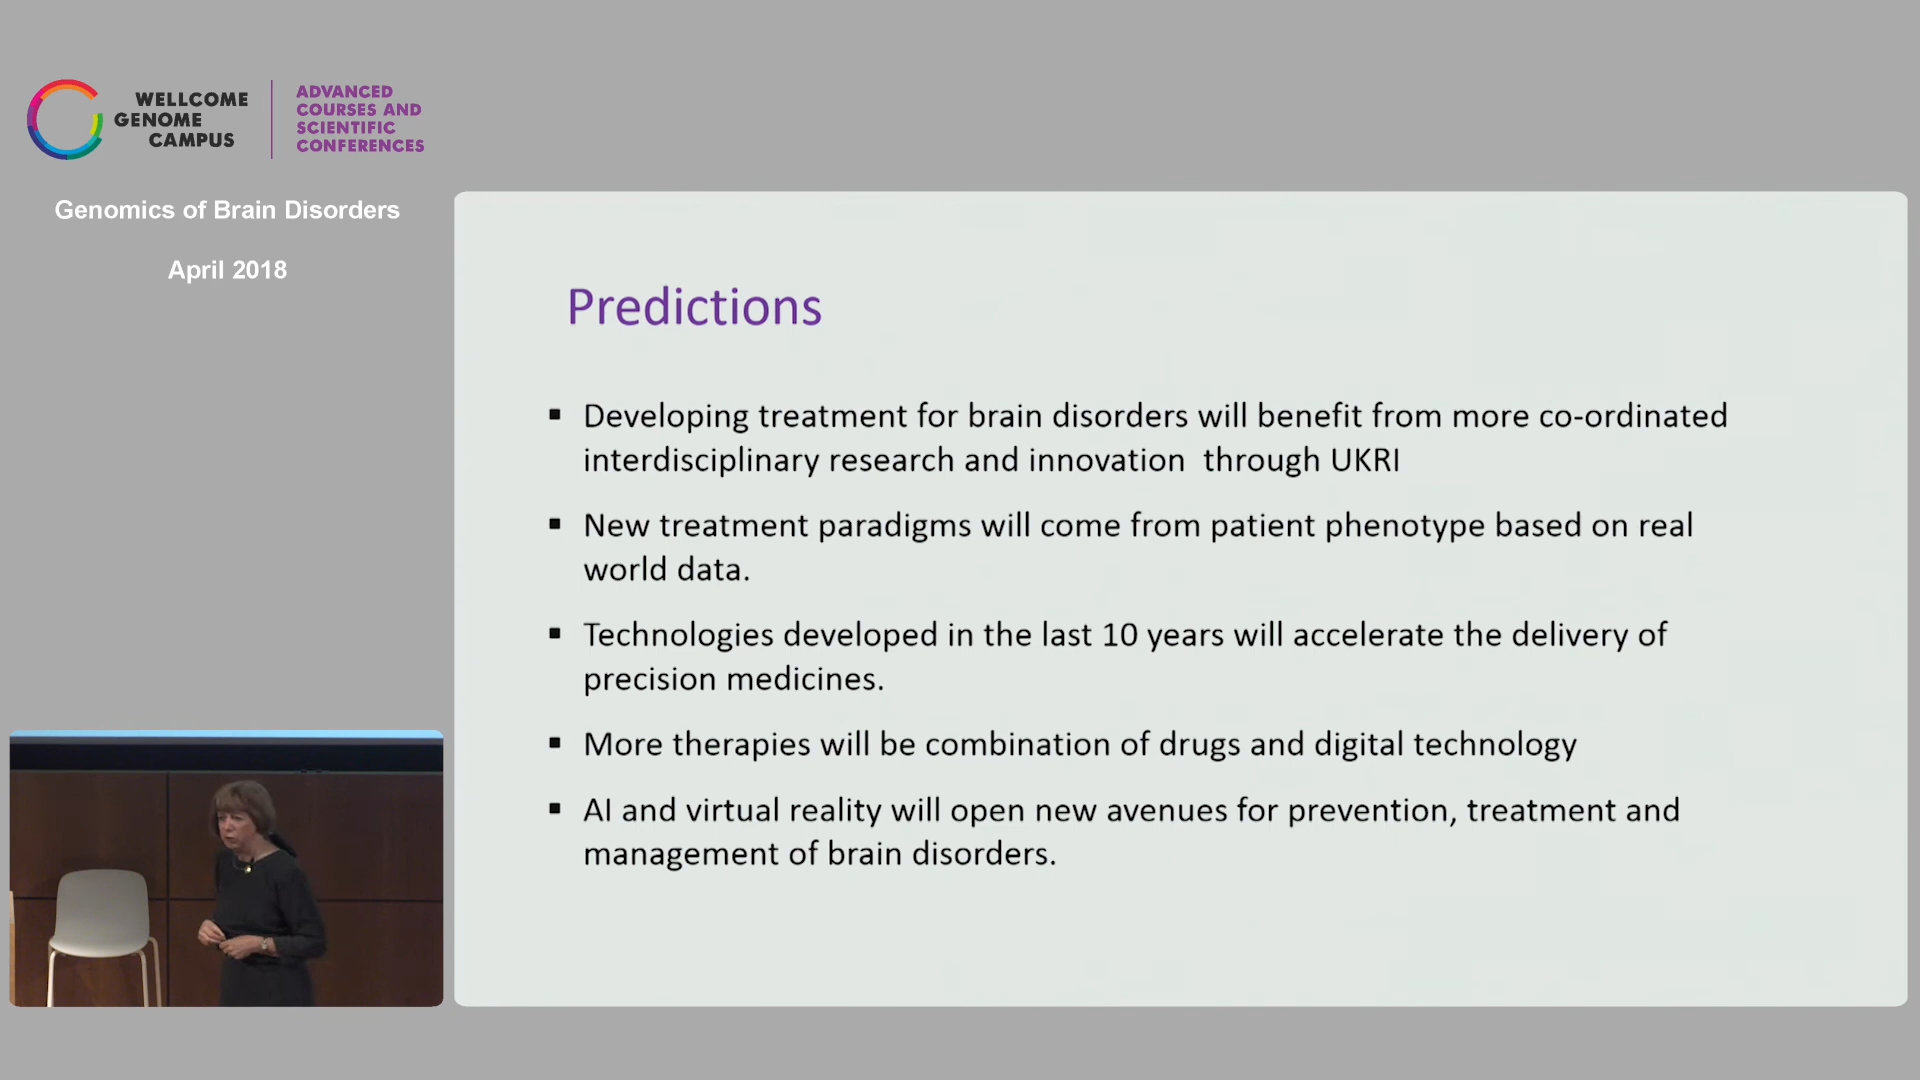 WELLCOME
GENOME
CAMPUS
ADVANCED
COURSES AND
SCIENTIFIC
CONFERENCES
Genomics of Brain Disorders
April 2018
Predictions
▪ Developing treatment for brain disorders will benefit from more co-ordinated
interdisciplinary research and innovation through UKRI
▪ New treatment paradigms will come from patient phenotype based on real
world data.
▪ Technologies developed in the last 10 years will accelerate the delivery of
precision medicines.
▪ More therapies will be combination of drugs and digital technology
▪ AI and virtual reality will open new avenues for prevention, treatment and
management of brain disorders.